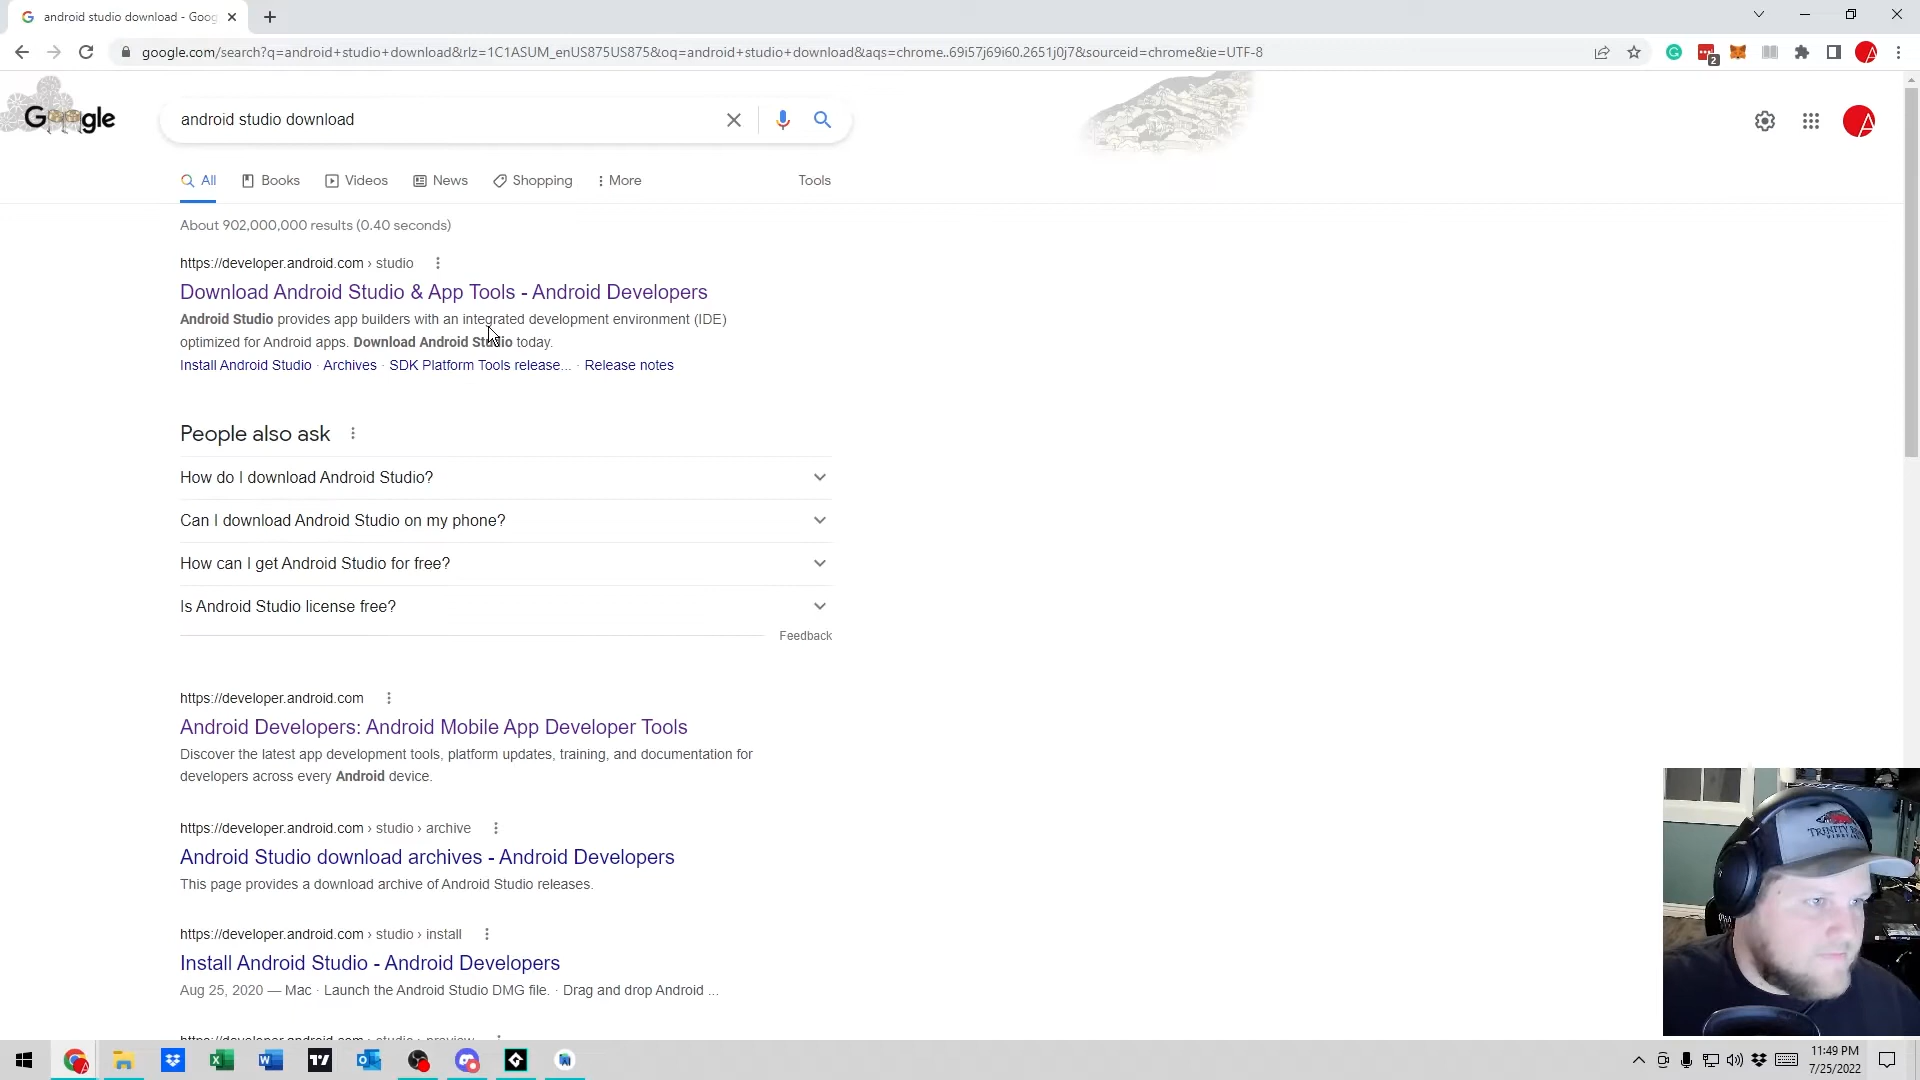 android studio download - Goog
google.com/search?q=android+studio+download&rlz=1C1ASUM_enUS875US875&oq=android+studio+download&aqs=chrome..69i57j69i60.2651j0j7&sourceid=chrome&ie=UTF-8
2
Google
android studio download
All
Books
Videos
News
Shopping
More
Tools
About 902,000,000 results (0.40 seconds)
https://developer.android.com › studio
Download Android Studio & App Tools - Android Developers
Android Studio provides app builders with an integrated development environment (IDE)
optimized for Android apps. Download Android Studio today.
Install Android Studio · Archives · SDK Platform Tools release... · Release notes
People also ask
How do I download Android Studio?
Can I download Android Studio on my phone?
How can I get Android Studio for free?
Is Android Studio license free?
Feedback
https://developer.android.com
Android Developers: Android Mobile App Developer Tools
Discover the latest app development tools, platform updates, training, and documentation for
developers across every Android device.
https://developer.android.com › studio › archive
Android Studio download archives - Android Developers
This page provides a download archive of Android Studio releases.
https://developer.android.com › studio › install
Install Android Studio - Android Developers
Aug 25, 2020 — Mac · Launch the Android Studio DMG file. · Drag and drop Android ...
https://developer.android.com › studio › preview
TRINITY
11:49 PM
7/25/2022